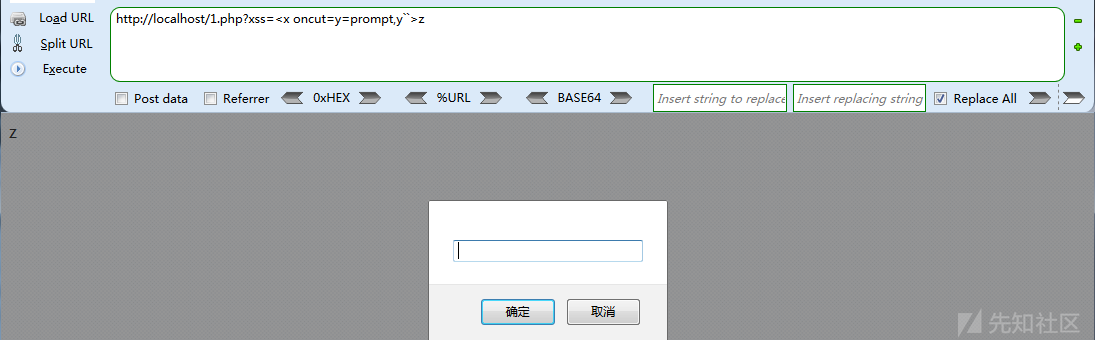 Load URL
http://localhost/1.php?xss=<x oncut=y=prompt,y``>z
Split URL
Execute
Post data Referrer 0xHEX %URL BASE64 Insert string to replace Insert replacing string Replace All
z
确定 取消
先知社区